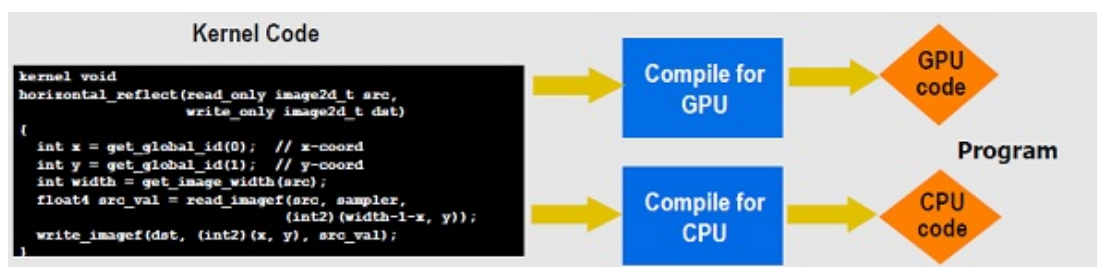 Kernel Code
kernel void
horizontal_reflect(read_only image2d_t src,
write_only image2d_t dst)
{
int x = get_global_id(0);  // x-coord
int y = get_global_id(1);  // y-coord
int width = get_image_width(src);
float4 src_val = read_imagef(src, sampler,
(int2)(width-1-x, y));
write_imagef(dst, (int2)(x, y), src_val);
}
Compile for
GPU
GPU
code
Program
Compile for
CPU
CPU
code